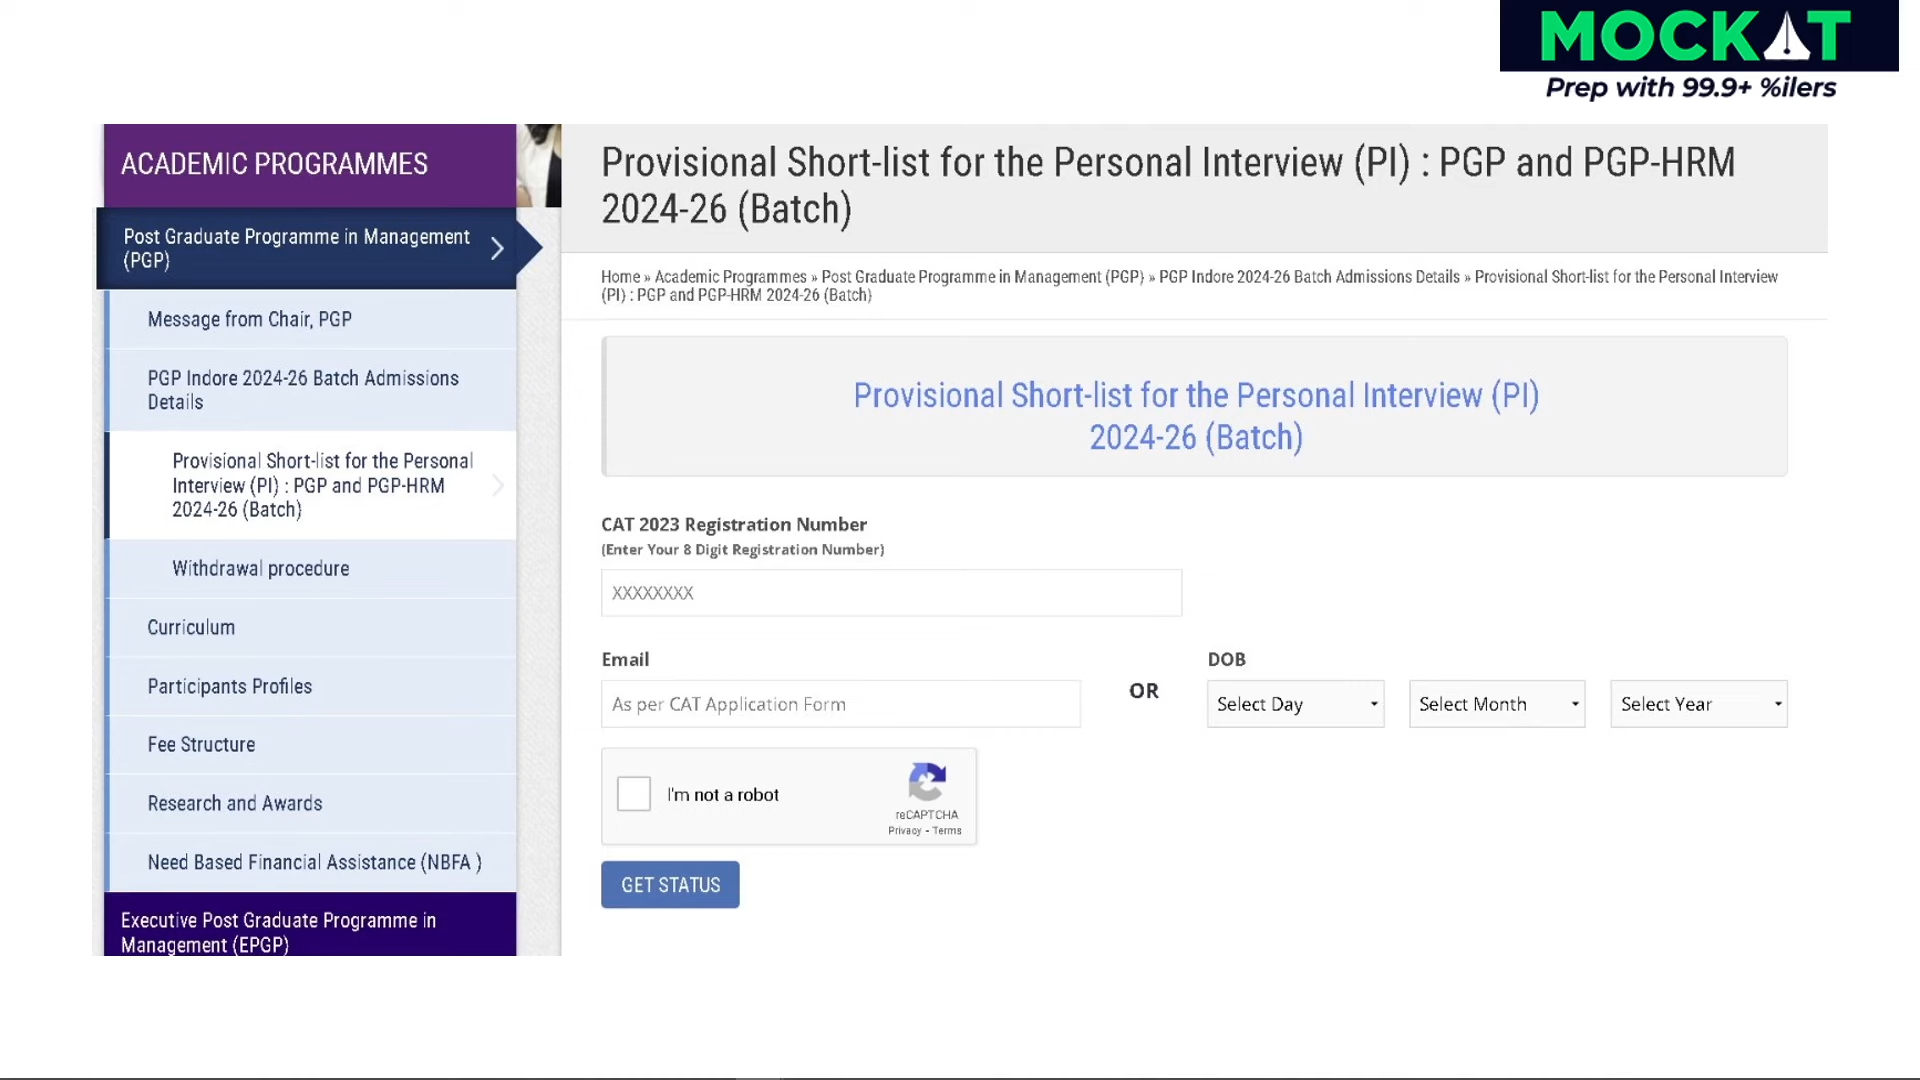 MOCKAT
Prep with 99.9+ %ilers
ACADEMIC PROGRAMMES
Post Graduate Programme in Management
(PGP)
Message from Chair, PGP
PGP Indore 2024-26 Batch Admissions
Details
Provisional Short-list for the Personal
Interview (PI) : PGP and PGP-HRM
2024-26 (Batch)
Withdrawal procedure
Curriculum
Participants Profiles
Fee Structure
Research and Awards
Need Based Financial Assistance (NBFA )
Executive Post Graduate Programme in
Management (EPGP)
Provisional Short-list for the Personal Interview (PI) : PGP and PGP-HRM
2024-26 (Batch)
Home » Academic Programmes » Post Graduate Programme in Management (PGP) » PGP Indore 2024-26 Batch Admissions Details » Provisional Short-list for the Personal Interview
(PI) : PGP and PGP-HRM 2024-26 (Batch)
Provisional Short-list for the Personal Interview (PI)
2024-26 (Batch)
CAT 2023 Registration Number
(Enter Your 8 Digit Registration Number)
XXXXXXXX
Email
As per CAT Application Form
OR
DOB
Select Day
Select Month
Select Year
I'm not a robot
reCAPTCHA
Privacy - Terms
GET STATUS